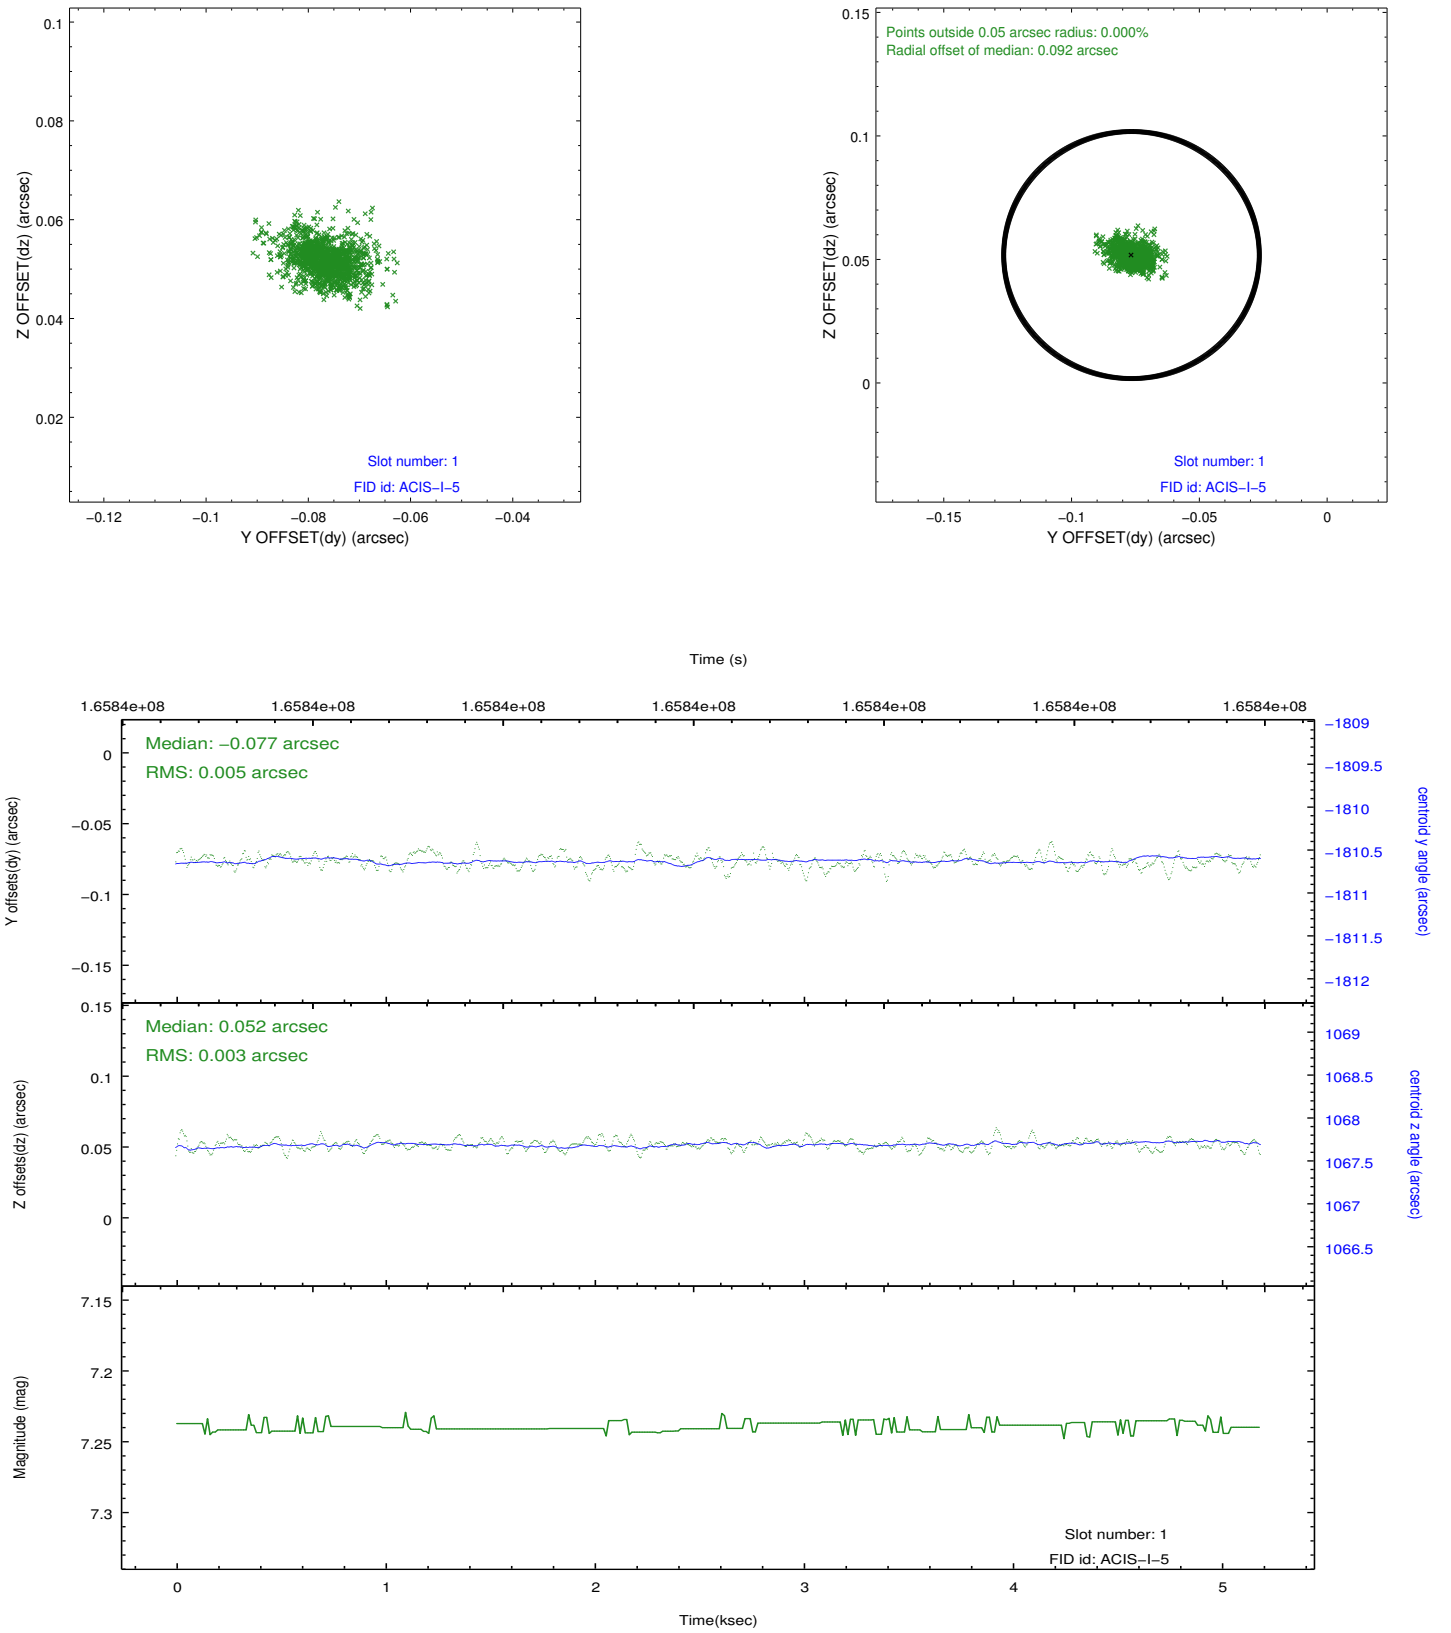 0.1
0.08
0.06
0.04
0.02
Z OFFSET(dz) (arcsec)
Slot number: 1
FID id: ACIS−I−5
−0.12 −0.1 −0.08 −0.06 −0.04
Y OFFSET(dy) (arcsec)
0.15
0.1
0.05
0
Z OFFSET(dz) (arcsec)
Points outside 0.05 arcsec radius: 0.000%
Radial offset of median: 0.092 arcsec
Slot number: 1
FID id: ACIS−I−5
−0.15 −0.1 −0.05 0
Y OFFSET(dy) (arcsec)
Time (s)
1.6584e+08 1.6584e+08 1.6584e+08 1.6584e+08 1.6584e+08 1.6584e+08 1.6584e+08
Median: −0.077 arcsec
RMS: 0.005 arcsec
0
−0.05
−0.1
−0.15
Y offsets(dy) (arcsec)
−1809
−1809.5
−1810
−1810.5
−1811
−1811.5
−1812
centroid y angle (arcsec)
Median: 0.052 arcsec
RMS: 0.003 arcsec
0.15
0.1
0.05
0
Z offsets(dz) (arcsec)
1069
1068.5
1068
1067.5
1067
1066.5
centroid z angle (arcsec)
7.15
7.2
7.25
7.3
Magnitude (mag)
Slot number: 1
FID id: ACIS−I−5
0 1 2 3 4 5
Time(ksec)